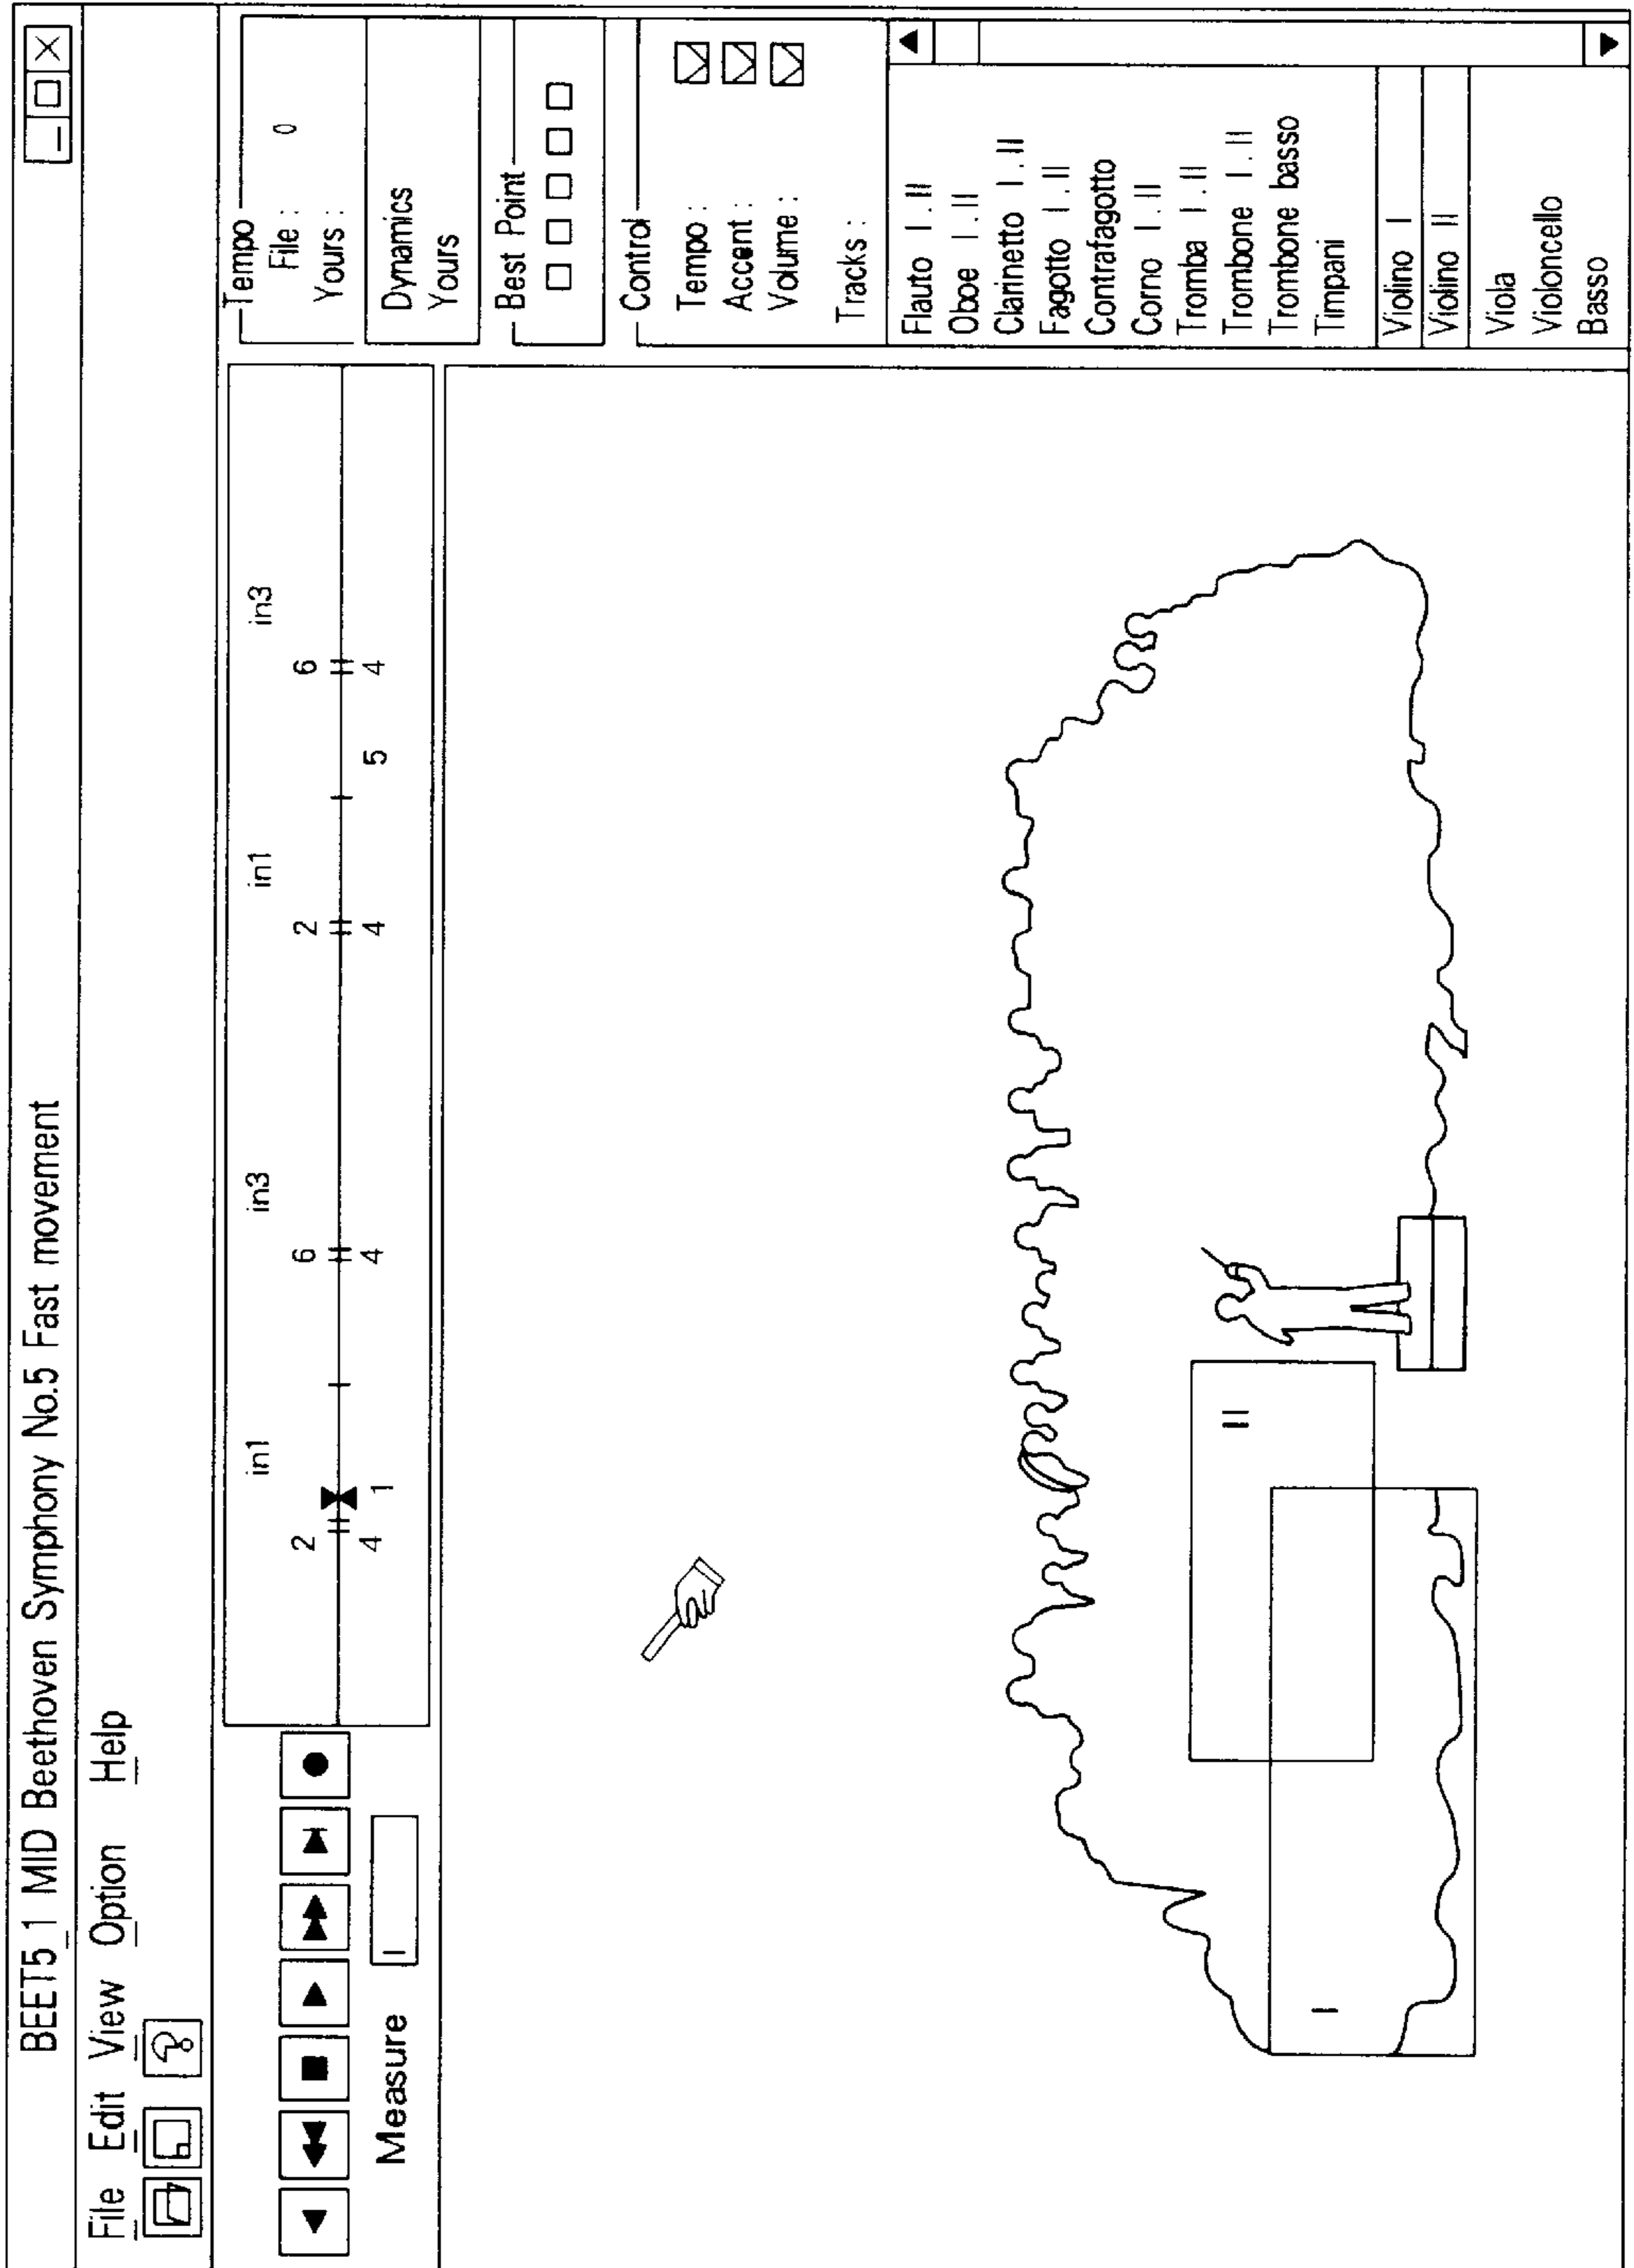 BEET5_1 MID Beethoven Symphony No.5 Fast movement
File Edit View Option Help
in1 in3 in1 in3
2 6 2 6
4 1 4 4 5 4
Measure I
Tempo
File : 0
Yours :
Dynamics
Yours
Best Point
Control
Tempo :
Accent :
Volume :
Tracks :
Flauto I . II
Oboe I . II
Clarinetto I . II
Fagotto I . II
Contrafagotto
Corno I . II
Tromba I . II
Trombone I . II
Trombone basso
Timpani
Violino I
Violino II
Viola
Violoncello
Basso
II
I